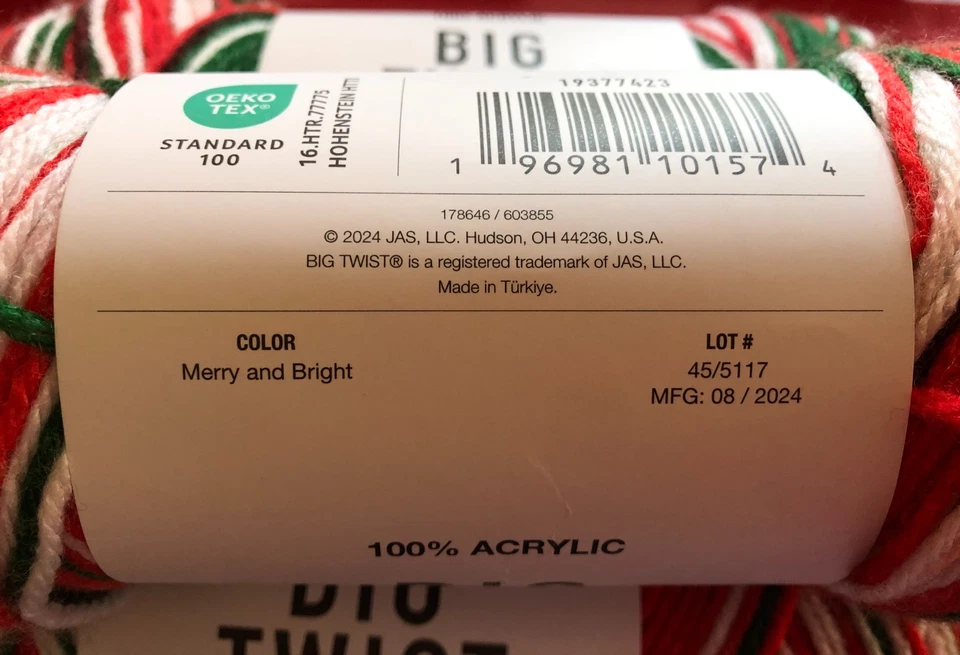 BIG
OEKO
TEX®
STANDARD
100
16.HTR.77775
HOHENSTEIN HTTI
19377423
1 96981 10157 4
178646 / 603855
© 2024 JAS, LLC. Hudson, OH 44236, U.S.A.
BIG TWIST® is a registered trademark of JAS, LLC.
Made in Türkiye.
COLOR
Merry and Bright
LOT #
45/5117
MFG: 08 / 2024
100% ACRYLIC
BIG
TWIST